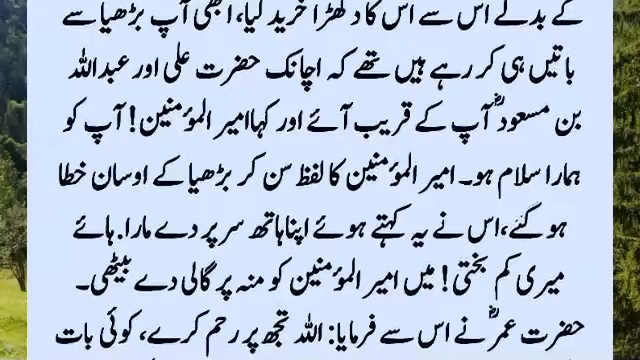 کے بدلے اس سے اس کا دکھڑا خرید لیا، ابھی آپ بڑھیا سے
باتیں ہی کر رہے ہیں تھے کہ اچانک حضرت علی اور عبداللہ
بن مسعودؓ آپ کے قریب آئے اور کہا امیر المؤمنین! آپ کو
ہمارا سلام ہو۔ امیر المؤمنین کا لفظ سن کر بڑھیا کے اوسان خطا
ہو گئے، اس نے یہ کہتے ہوئے اپنا ہاتھ سر پر دے مارا. ہائے
میری کم بختی! میں امیر المؤمنین کو منہ پر گالی دے بیٹھی۔
حضرت عمرؓ نے اس سے فرمایا: اللہ تجھ پر رحم کرے، کوئی بات